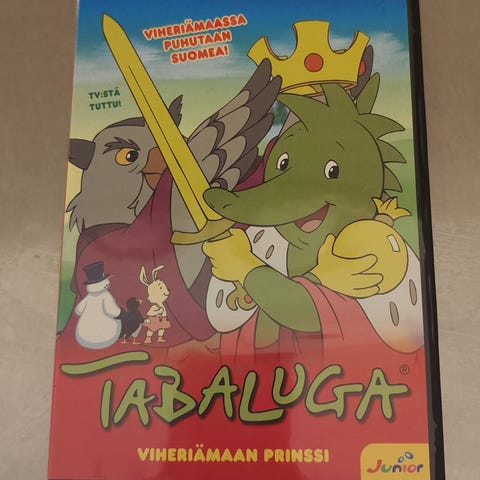 VIHERIÄMAASSA
PUHUTAAN
SUOMEA!
TV:STÄ
TUTTU!
TABALUGA®
VIHERIÄMAAN PRINSSI
Junior